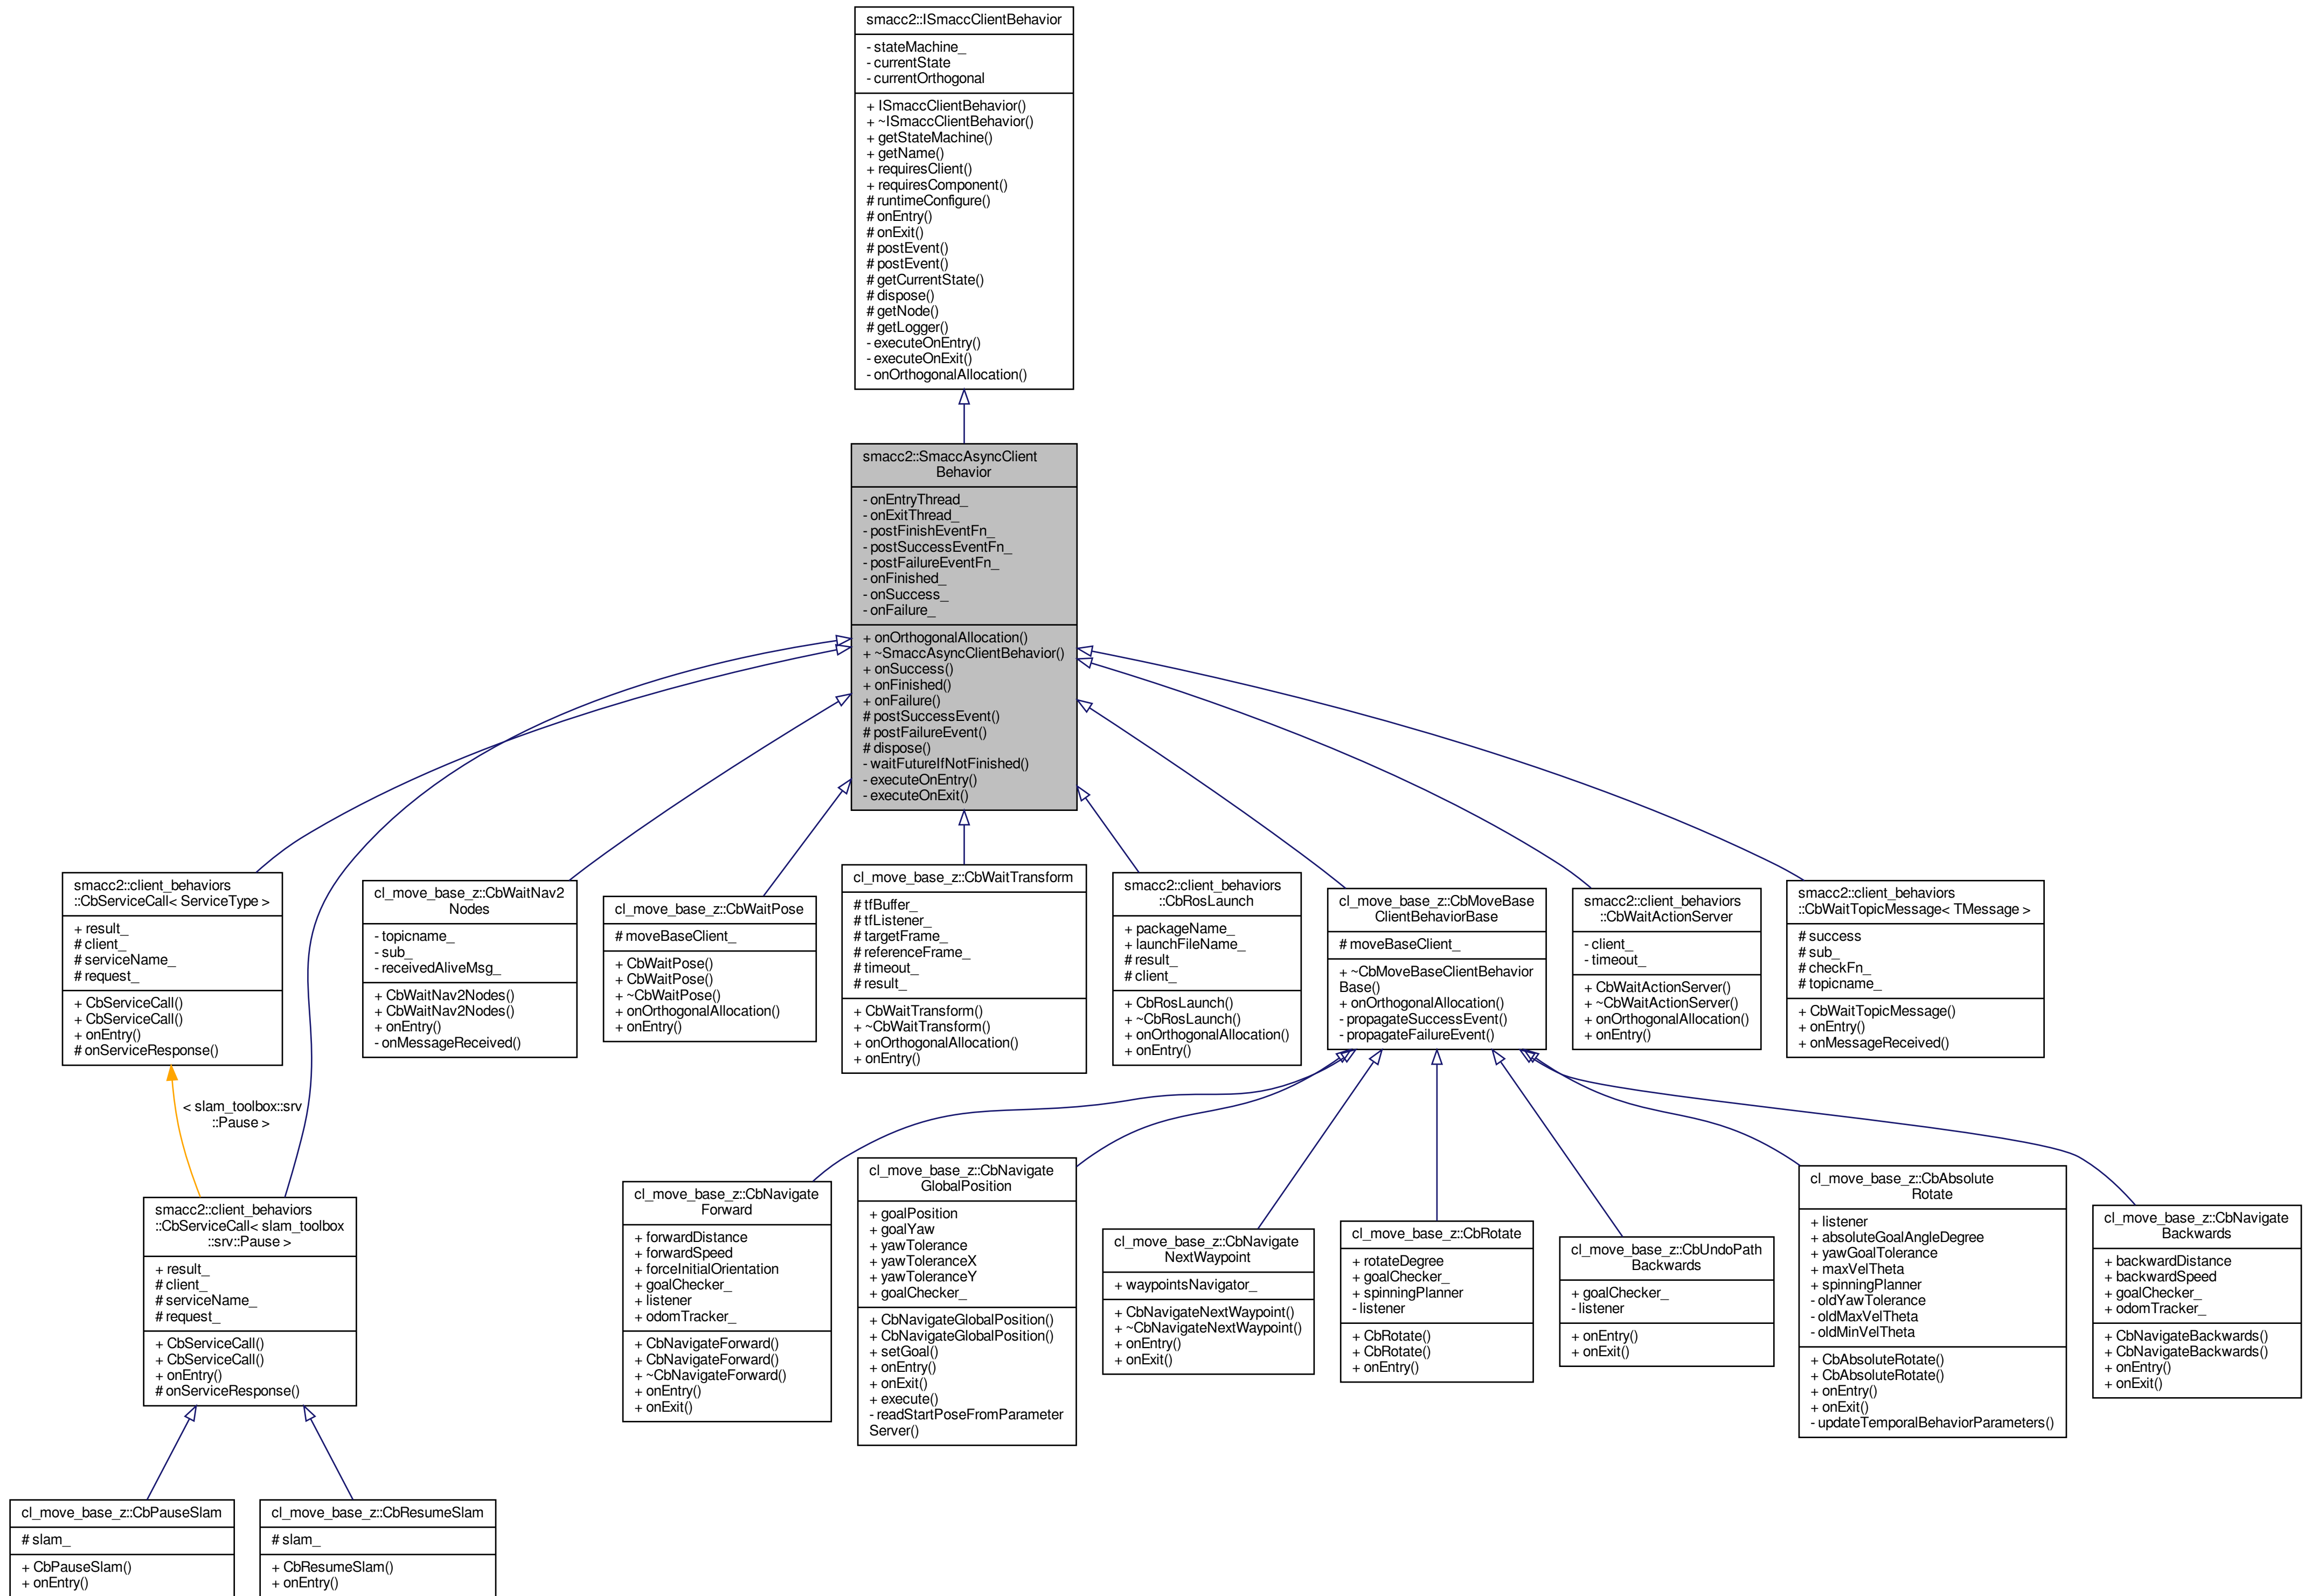 smacc2::ISmaccClientBehavior
- stateMachine_
- currentState
- currentOrthogonal
+ ISmaccClientBehavior()
+ ~ISmaccClientBehavior()
+ getStateMachine()
+ getName()
+ requiresClient()
+ requiresComponent()
# runtimeConfigure()
# onEntry()
# onExit()
# postEvent()
# postEvent()
# getCurrentState()
# dispose()
# getNode()
# getLogger()
- executeOnEntry()
- executeOnExit()
- onOrthogonalAllocation()
smacc2::SmaccAsyncClient
Behavior
- onEntryThread_
- onExitThread_
- postFinishEventFn_
- postSuccessEventFn_
- postFailureEventFn_
- onFinished_
- onSuccess_
- onFailure_
+ onOrthogonalAllocation()
+ ~SmaccAsyncClientBehavior()
+ onSuccess()
+ onFinished()
+ onFailure()
# postSuccessEvent()
# postFailureEvent()
# dispose()
- waitFutureIfNotFinished()
- executeOnEntry()
- executeOnExit()
smacc2::client_behaviors
::CbServiceCall< ServiceType >
+ result_
# client_
# serviceName_
# request_
+ CbServiceCall()
+ CbServiceCall()
+ onEntry()
# onServiceResponse()
cl_move_base_z::CbWaitNav2
Nodes
- topicname_
- sub_
- receivedAliveMsg_
+ CbWaitNav2Nodes()
+ CbWaitNav2Nodes()
+ onEntry()
- onMessageReceived()
cl_move_base_z::CbWaitPose
# moveBaseClient_
+ CbWaitPose()
+ CbWaitPose()
+ ~CbWaitPose()
+ onOrthogonalAllocation()
+ onEntry()
cl_move_base_z::CbWaitTransform
# tfBuffer_
# tfListener_
# targetFrame_
# referenceFrame_
# timeout_
# result_
+ CbWaitTransform()
+ ~CbWaitTransform()
+ onOrthogonalAllocation()
+ onEntry()
smacc2::client_behaviors
::CbRosLaunch
+ packageName_
+ launchFileName_
# result_
# client_
+ CbRosLaunch()
+ ~CbRosLaunch()
+ onOrthogonalAllocation()
+ onEntry()
cl_move_base_z::CbMoveBase
ClientBehaviorBase
# moveBaseClient_
+ ~CbMoveBaseClientBehavior
Base()
+ onOrthogonalAllocation()
- propagateSuccessEvent()
- propagateFailureEvent()
smacc2::client_behaviors
::CbWaitActionServer
- client_
- timeout_
+ CbWaitActionServer()
+ ~CbWaitActionServer()
+ onOrthogonalAllocation()
+ onEntry()
smacc2::client_behaviors
::CbWaitTopicMessage< TMessage >
# success
# sub_
# checkFn_
# topicname_
+ CbWaitTopicMessage()
+ onEntry()
+ onMessageReceived()
< slam_toolbox::srv
::Pause >
smacc2::client_behaviors
::CbServiceCall< slam_toolbox
::srv::Pause >
+ result_
# client_
# serviceName_
# request_
+ CbServiceCall()
+ CbServiceCall()
+ onEntry()
# onServiceResponse()
cl_move_base_z::CbNavigate
Forward
+ forwardDistance
+ forwardSpeed
+ forceInitialOrientation
+ goalChecker_
+ listener
+ odomTracker_
+ CbNavigateForward()
+ CbNavigateForward()
+ ~CbNavigateForward()
+ onEntry()
+ onExit()
cl_move_base_z::CbNavigate
GlobalPosition
+ goalPosition
+ goalYaw
+ yawTolerance
+ yawToleranceX
+ yawToleranceY
+ goalChecker_
+ CbNavigateGlobalPosition()
+ CbNavigateGlobalPosition()
+ setGoal()
+ onEntry()
+ onExit()
+ execute()
- readStartPoseFromParameter
Server()
cl_move_base_z::CbNavigate
NextWaypoint
+ waypointsNavigator_
+ CbNavigateNextWaypoint()
+ ~CbNavigateNextWaypoint()
+ onEntry()
+ onExit()
cl_move_base_z::CbRotate
+ rotateDegree
+ goalChecker_
+ spinningPlanner
- listener
+ CbRotate()
+ CbRotate()
+ onEntry()
cl_move_base_z::CbUndoPath
Backwards
+ goalChecker_
- listener
+ onEntry()
+ onExit()
cl_move_base_z::CbAbsolute
Rotate
+ listener
+ absoluteGoalAngleDegree
+ yawGoalTolerance
+ maxVelTheta
+ spinningPlanner
- oldYawTolerance
- oldMaxVelTheta
- oldMinVelTheta
+ CbAbsoluteRotate()
+ CbAbsoluteRotate()
+ onEntry()
+ onExit()
- updateTemporalBehaviorParameters()
cl_move_base_z::CbNavigate
Backwards
+ backwardDistance
+ backwardSpeed
+ goalChecker_
+ odomTracker_
+ CbNavigateBackwards()
+ CbNavigateBackwards()
+ onEntry()
+ onExit()
cl_move_base_z::CbPauseSlam
# slam_
+ CbPauseSlam()
+ onEntry()
cl_move_base_z::CbResumeSlam
# slam_
+ CbResumeSlam()
+ onEntry()